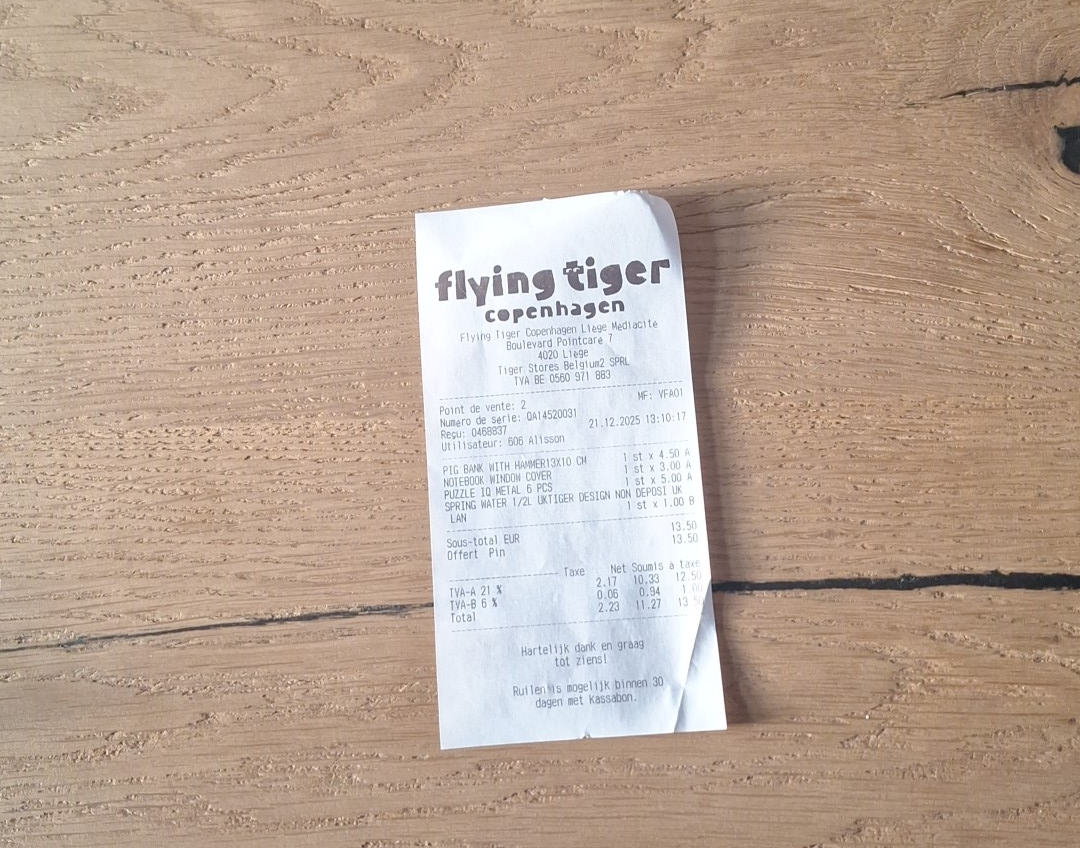 flying tiger
copenhagen
Flying Tiger Copenhagen Liege Mediacite
Boulevard Pointcare 7
4020 Liege
Tiger Stores Belgium2 SPRL
TVA BE 0560 971 883
Point de vente: 2 MF: VFA01
Numero de serie: QA14520031
Reçu: 0468837 21.12.2025 13:10:17
Utilisateur: 606 Alisson
PIG BANK WITH HAMMER13X10 CM 1 st x 4.50 A
NOTEBOOK WINDOW COVER 1 st x 3.00 A
PUZZLE IQ METAL 6 PCS 1 st x 5.00 A
SPRING WATER 1/2L UKTIGER DESIGN NON DEPOSI UK
LAN 1 st x 1.00 B
Sous-total EUR 13.50
Offert Pin 13.50
Taxe Net Soumis à taxe
TVA-A 21 % 2.17 10.33 12.50
TVA-B 6 % 0.06 0.94 1.00
Total 2.23 11.27 13.50
Hartelijk dank en graag
tot ziens!
Ruilen is mogelijk binnen 30
dagen met Kassabon.